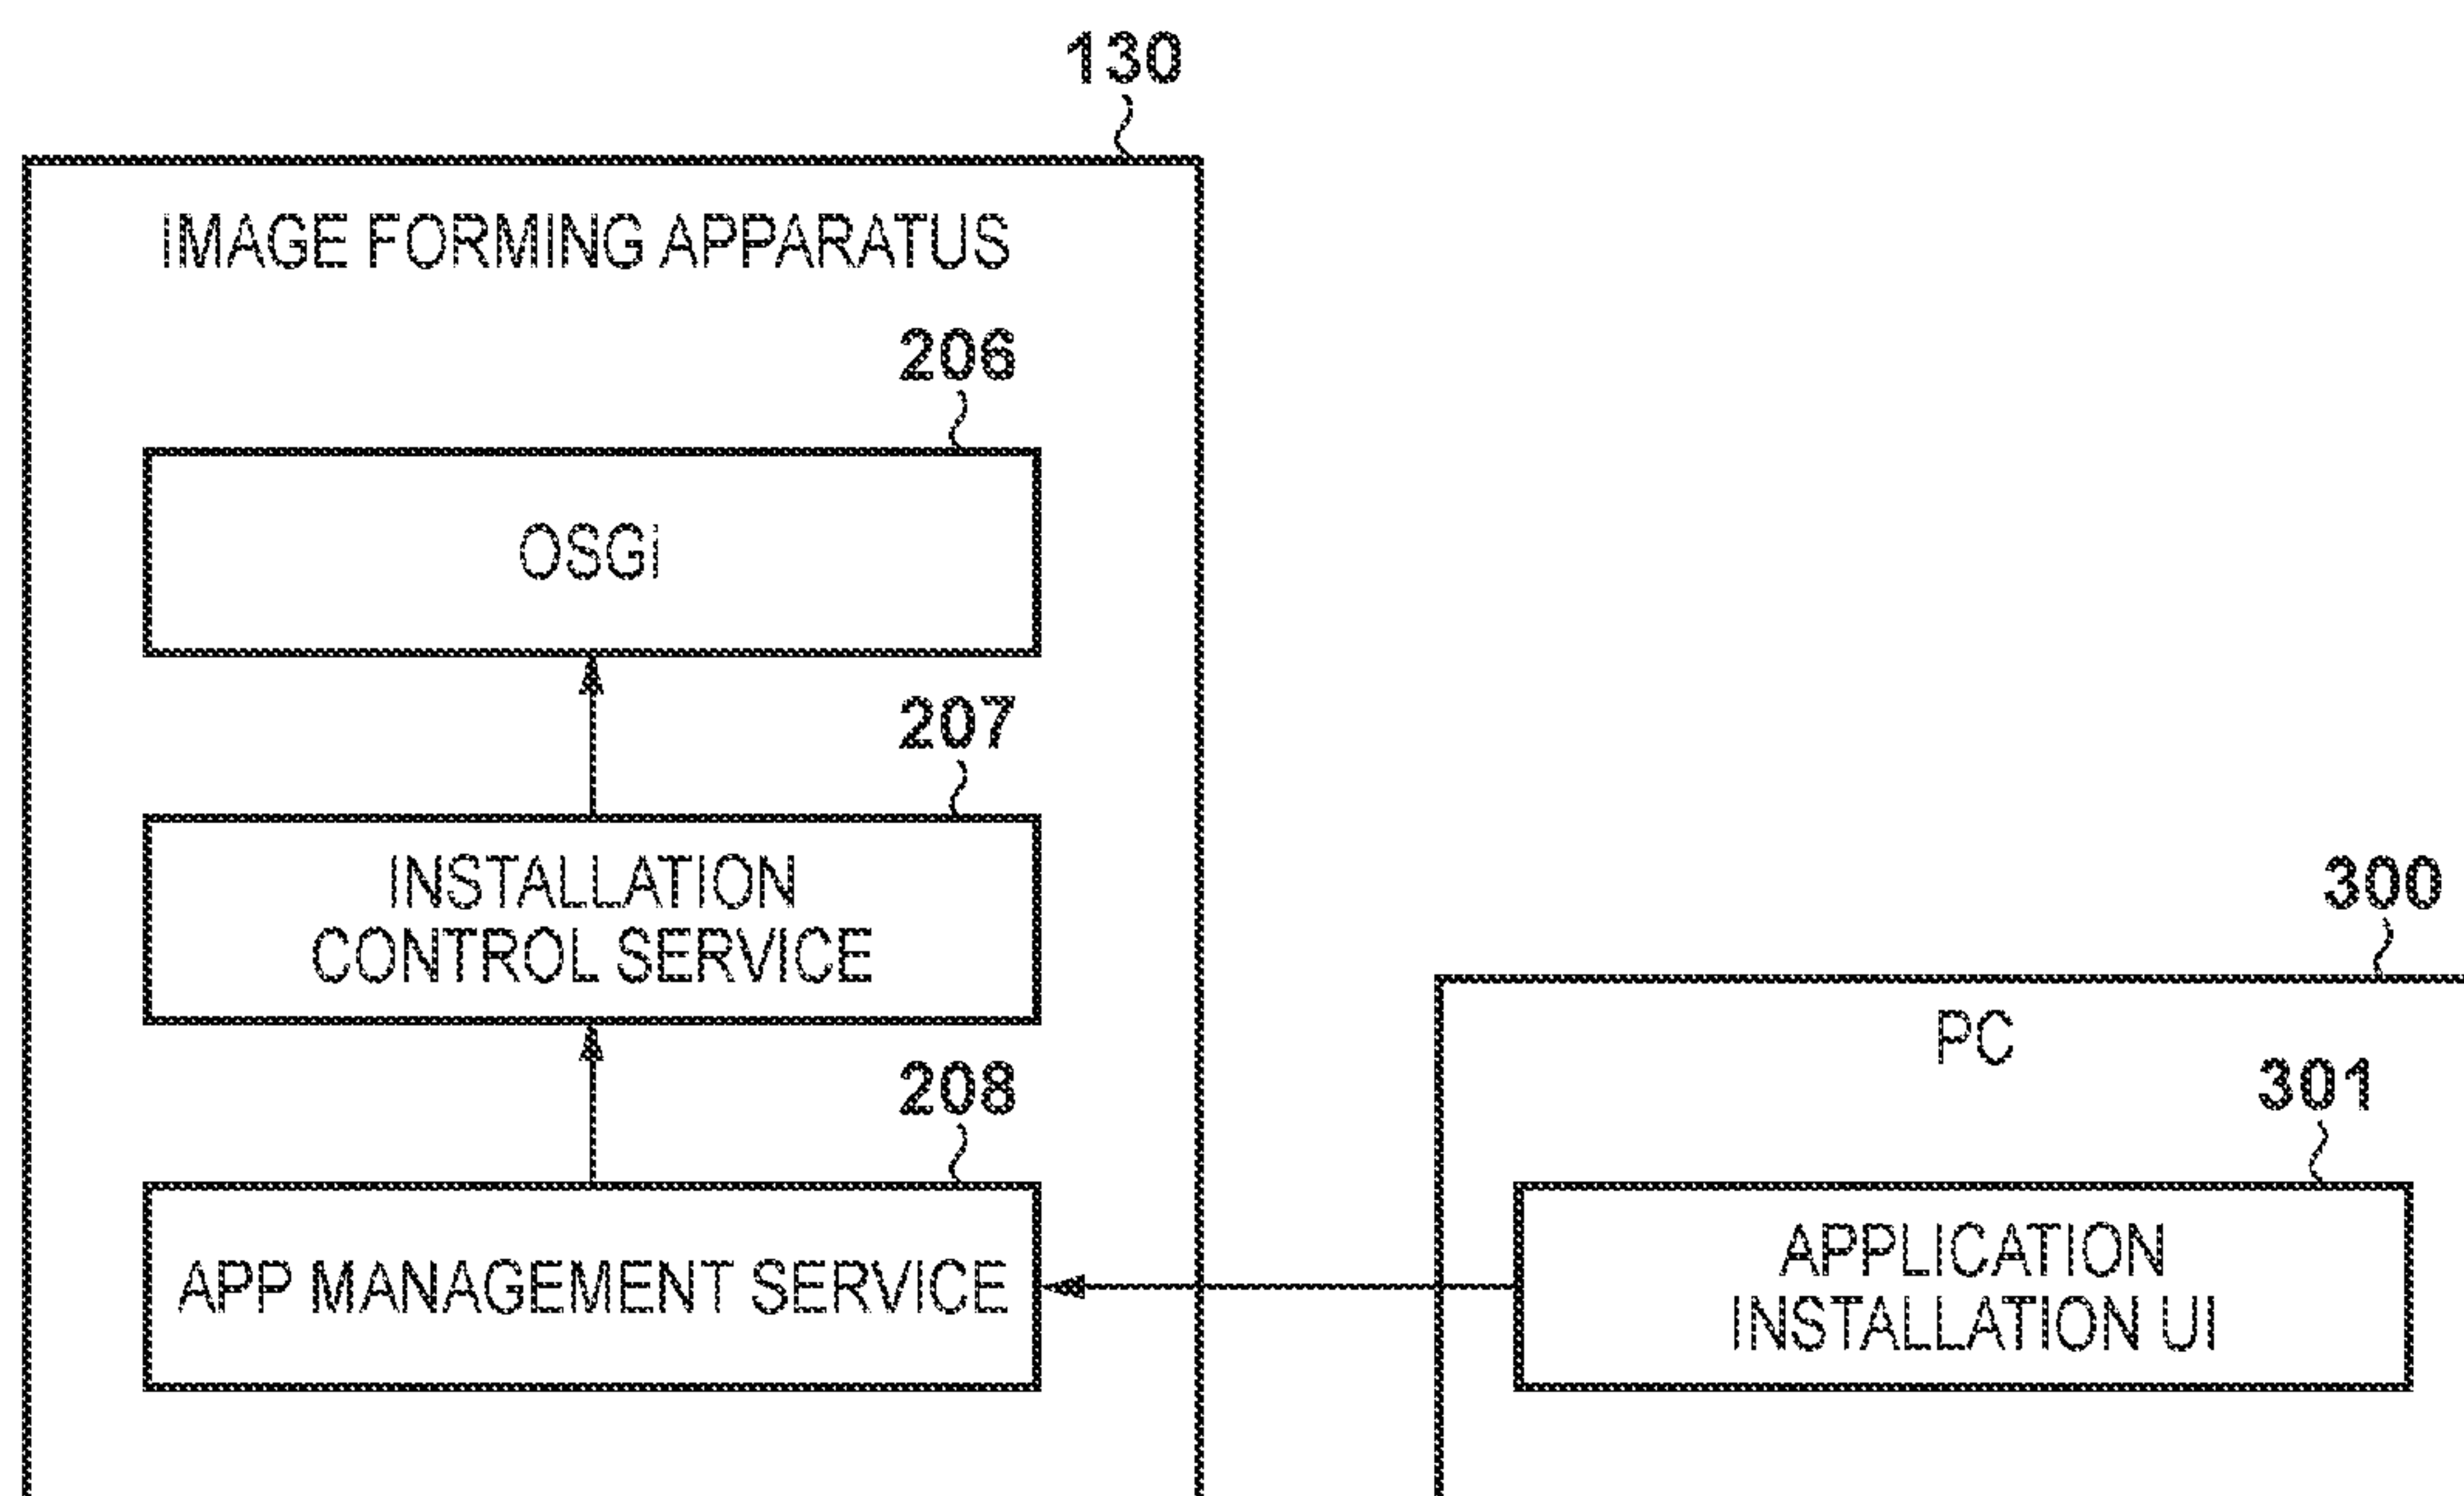 130
IMAGE FORMING APPARATUS
206
OSGi
207
INSTALLATION
CONTROL SERVICE
208
APP MANAGEMENT SERVICE
300
PC
301
APPLICATION
INSTALLATION UI